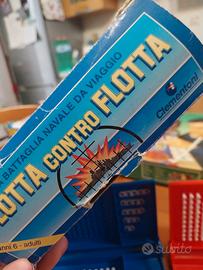 BATTAGLIA NAVALE DA VIAGGIO
FLOTTA CONTRO FLOTTA
Clementoni
anni 6 - adulti
subito